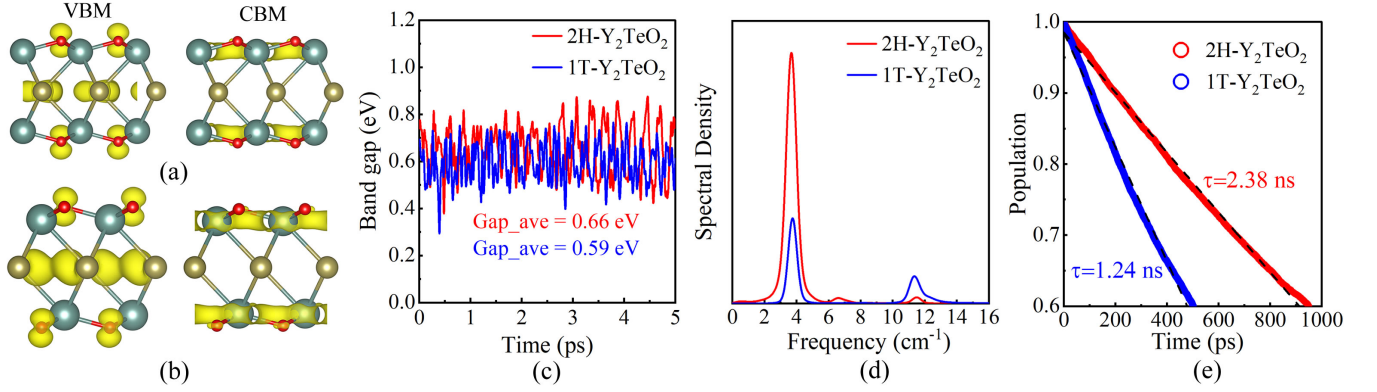 VBM
CBM
(a)
(b)
1.2
1.0
0.8
0.6
0.4
0.2
0.0
Band gap (eV)
2H-Y₂TeO₂
1T-Y₂TeO₂
Gap_ave = 0.66 eV
Gap_ave = 0.59 eV
0 1 2 3 4 5
Time (ps)
(c)
Spectral Density
2H-Y₂TeO₂
1T-Y₂TeO₂
0 2 4 6 8 10 12 14 16
Frequency (cm⁻¹)
(d)
1.0
0.9
0.8
0.7
0.6
Population
2H-Y₂TeO₂
1T-Y₂TeO₂
τ=2.38 ns
τ=1.24 ns
0 200 400 600 800 1000
Time (ps)
(e)